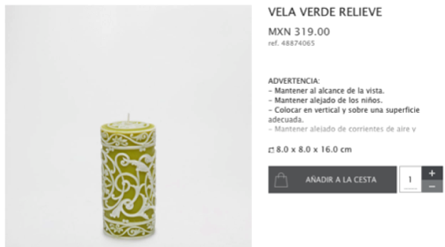 VELA VERDE RELIEVE
MXN 319.00
ref. 48874065
ADVERTENCIA:
- Mantener al alcance de la vista.
- Mantener alejado de los niños.
- Colocar en vertical y sobre una superficie
adecuada.
- Mantener alejado de corrientes de aire y
8.0 x 8.0 x 16.0 cm
AÑADIR A LA CESTA
1
+
-